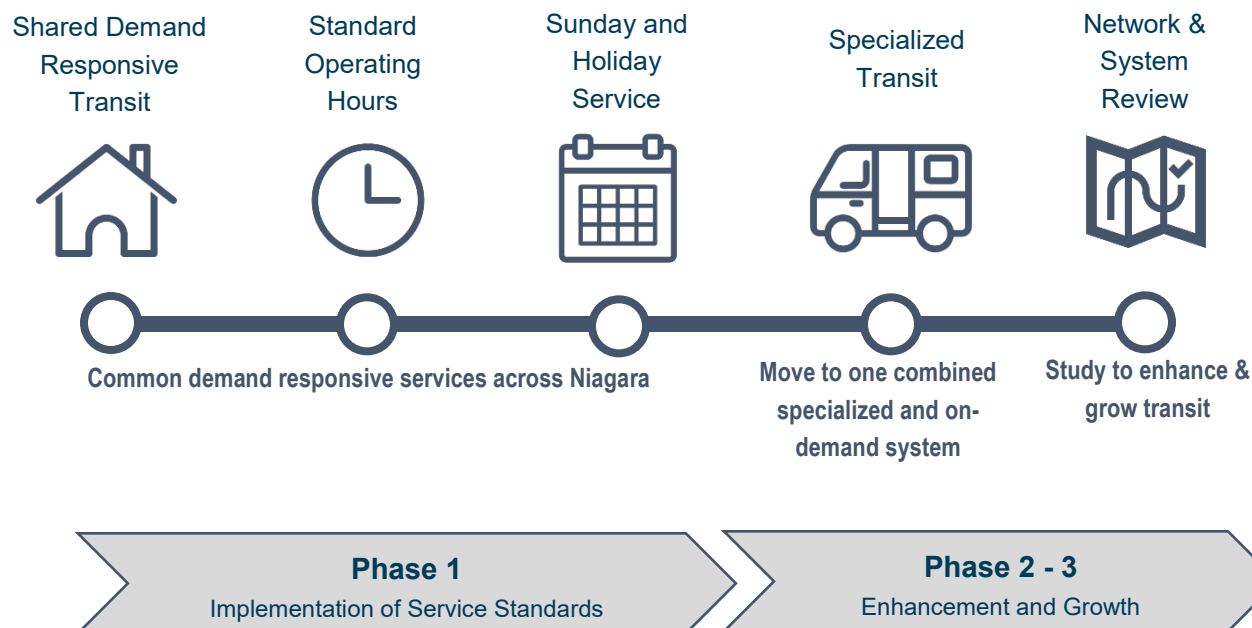 Shared Demand
Responsive
Transit
Standard
Operating
Hours
Sunday and
Holiday
Service
Specialized
Transit
Network &
System
Review
Common demand responsive services across Niagara
Move to one combined
specialized and on-
demand system
Study to enhance &
grow transit
Phase 1
Implementation of Service Standards
Phase 2 - 3
Enhancement and Growth